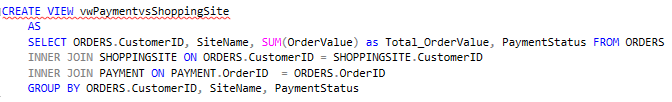 CREATE VIEW vwPaymentvsShoppingSite
AS
SELECT ORDERS.CustomerID, SiteName, SUM(OrderValue) as Total_OrderValue, PaymentStatus FROM ORDERS
INNER JOIN SHOPPINGSITE ON ORDERS.CustomerID = SHOPPINGSITE.CustomerID
INNER JOIN PAYMENT ON PAYMENT.OrderID  = ORDERS.OrderID
GROUP BY ORDERS.CustomerID, SiteName, PaymentStatus